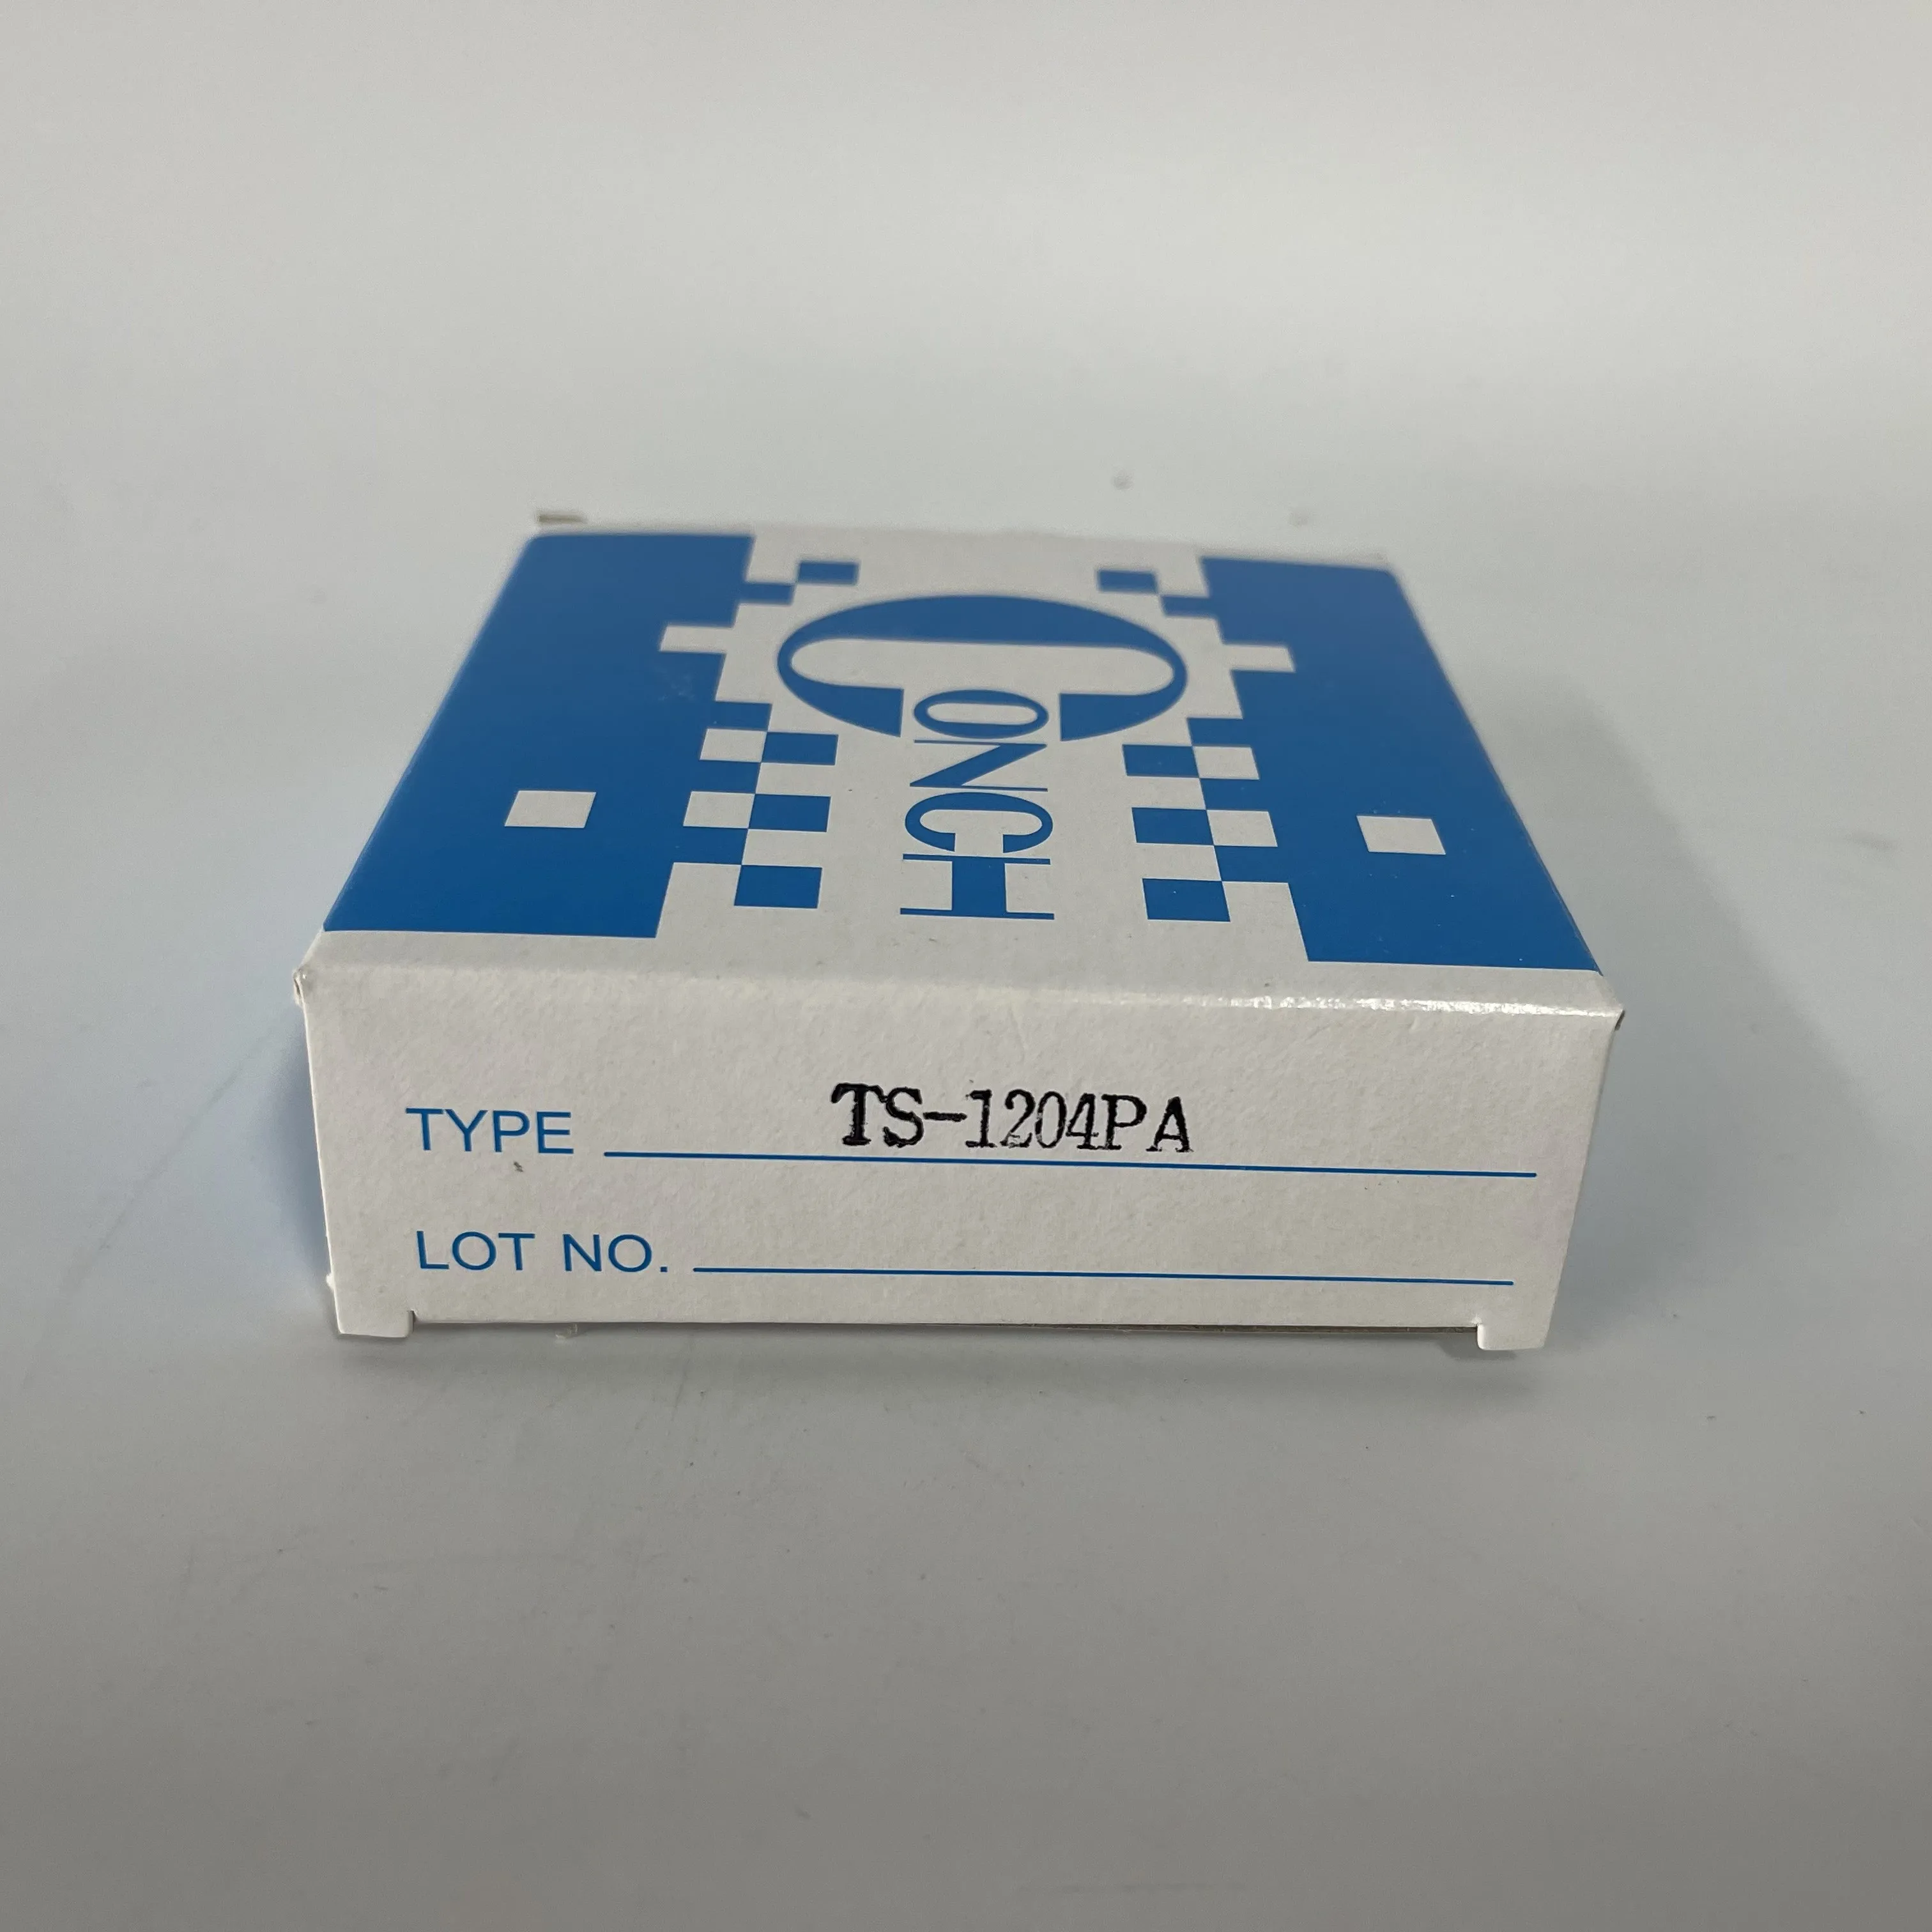 CONCH
TYPE TS-1204PA
LOT NO.